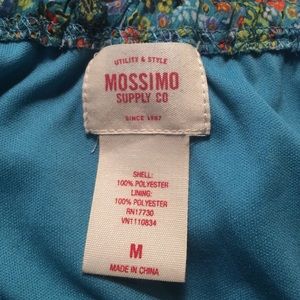 UTILITY & STYLE
MOSSIMO
SUPPLY CO
SINCE 1987
SHELL:
100% POLYESTER
LINING:
100% POLYESTER
RN17730
VN1110834
M
MADE IN CHINA